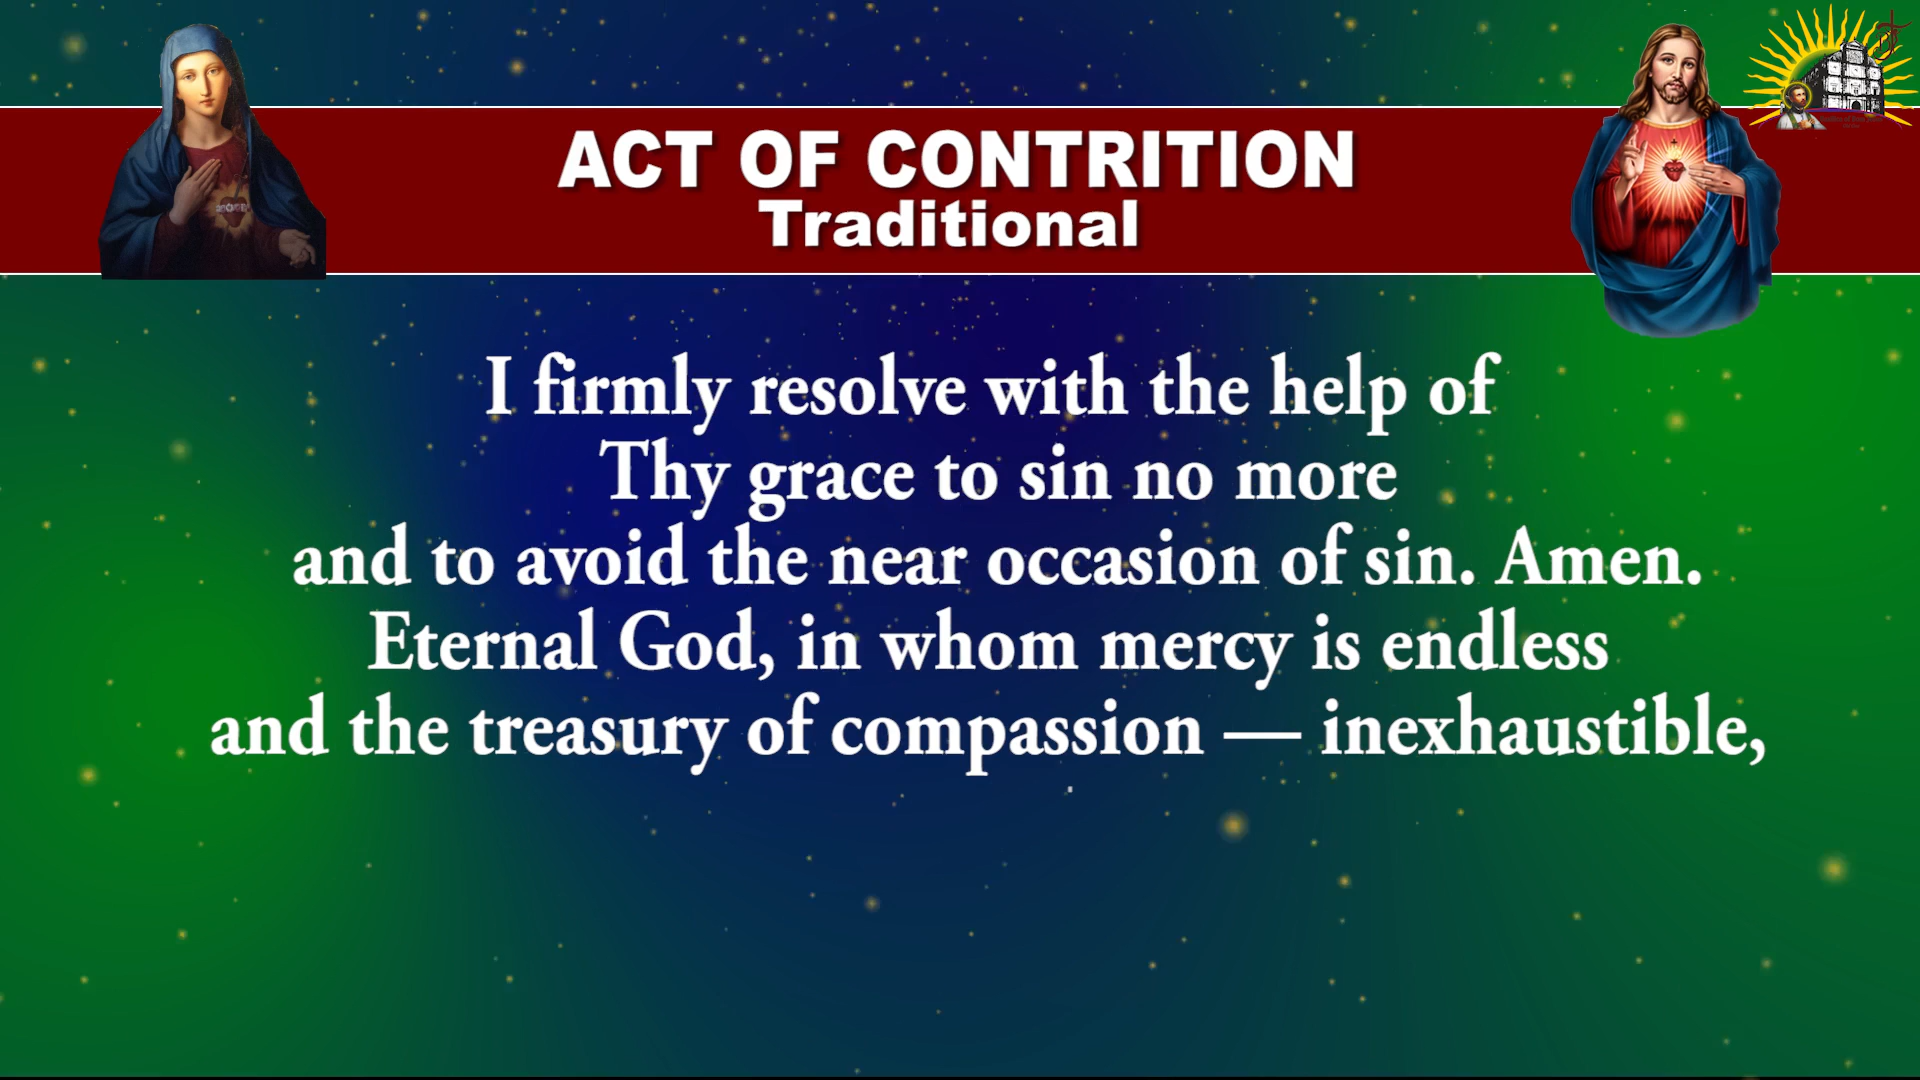 ACT OF CONTRITION
Traditional
I firmly resolve with the help of
Thy grace to sin no more
and to avoid the near occasion of sin. Amen.
Eternal God, in whom mercy is endless
and the treasury of compassion — inexhaustible,